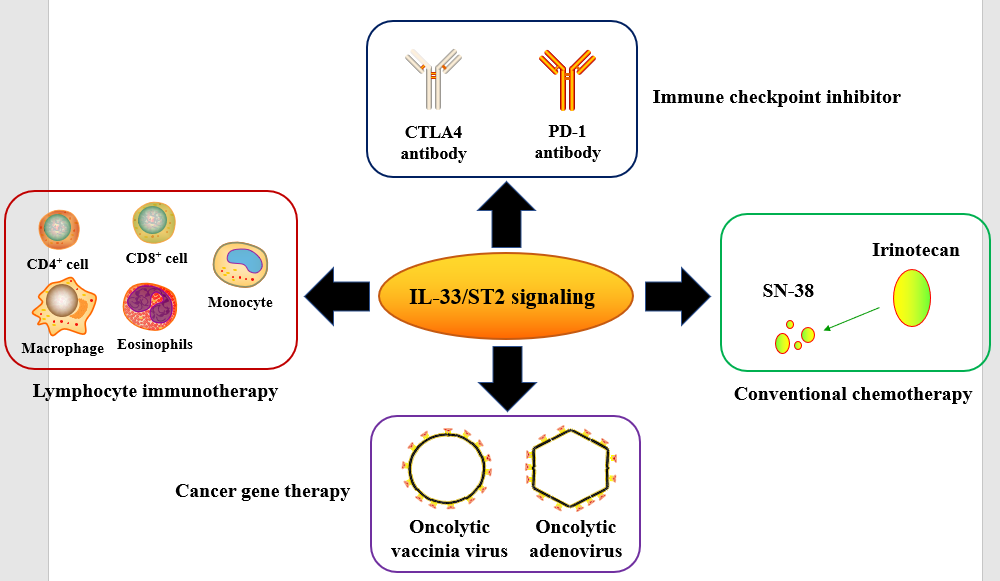 CTLA4
antibody
PD-1
antibody
Immune checkpoint inhibitor
CD4⁺ cell
CD8⁺ cell
Monocyte
Macrophage
Eosinophils
Lymphocyte immunotherapy
IL-33/ST2 signaling
Irinotecan
SN-38
Conventional chemotherapy
Cancer gene therapy
Oncolytic
vaccinia virus
Oncolytic
adenovirus